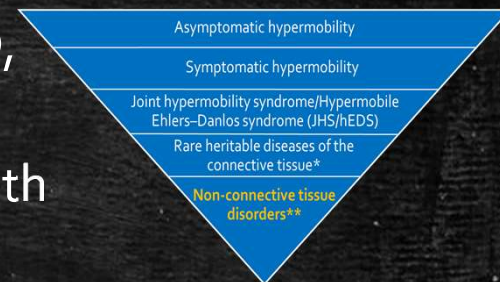 ,
th
Asymptomatic hypermobility
Symptomatic hypermobility
Joint hypermobility syndrome/Hypermobile
Ehlers–Danlos syndrome (JHS/hEDS)
Rare heritable diseases of the
connective tissue*
Non-connective tissue
disorders**